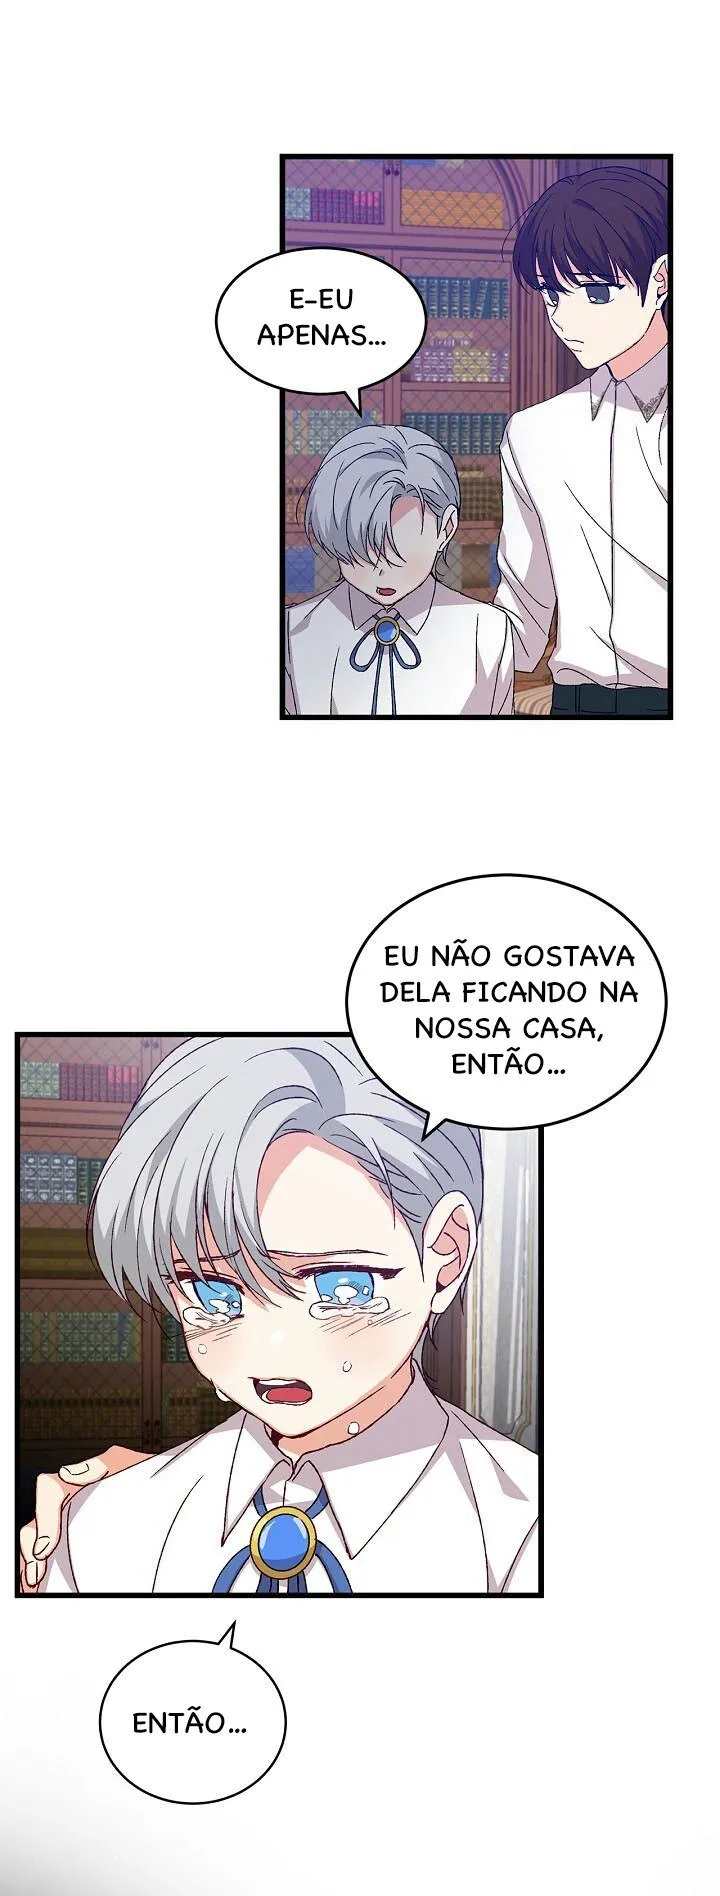 E-EU
APENAS...
EU NÃO GOSTAVA
DELA FICANDO NA
NOSSA CASA,
ENTÃO...
ENTÃO...